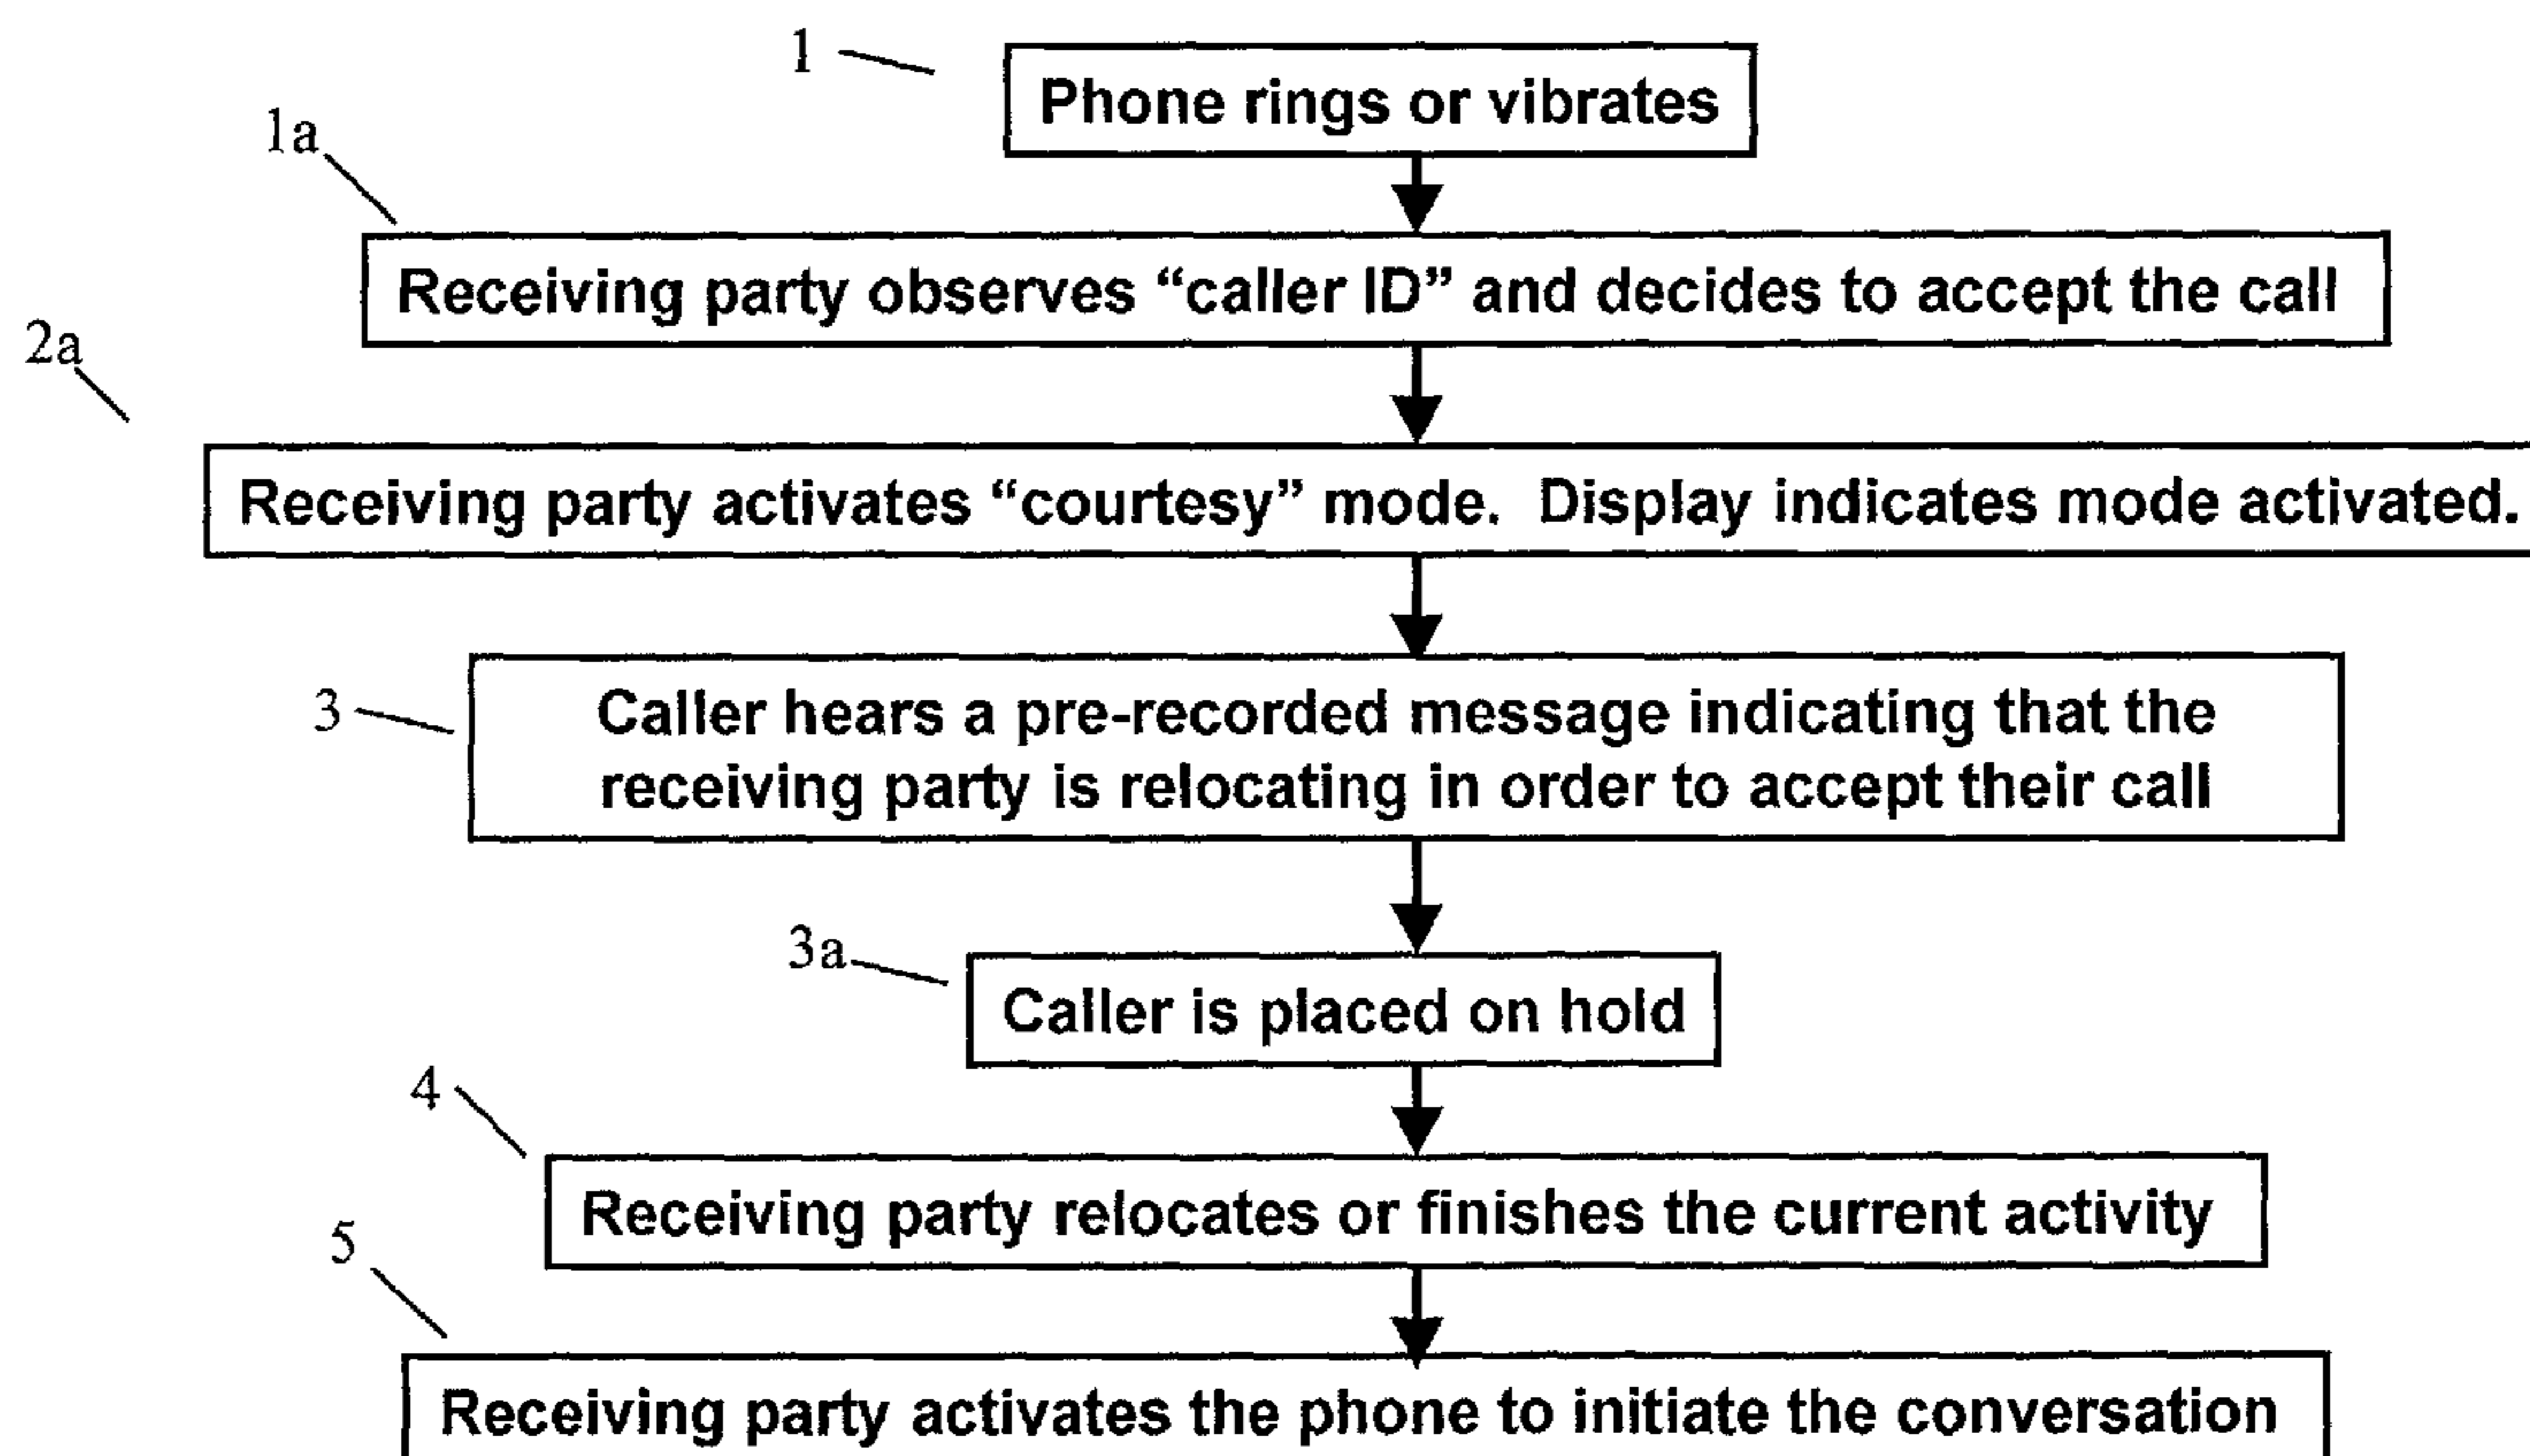 1
Phone rings or vibrates
1a
Receiving party observes “caller ID” and decides to accept the call
2a
Receiving party activates “courtesy” mode. Display indicates mode activated.
3
Caller hears a pre-recorded message indicating that the
receiving party is relocating in order to accept their call
3a
Caller is placed on hold
4
Receiving party relocates or finishes the current activity
5
Receiving party activates the phone to initiate the conversation